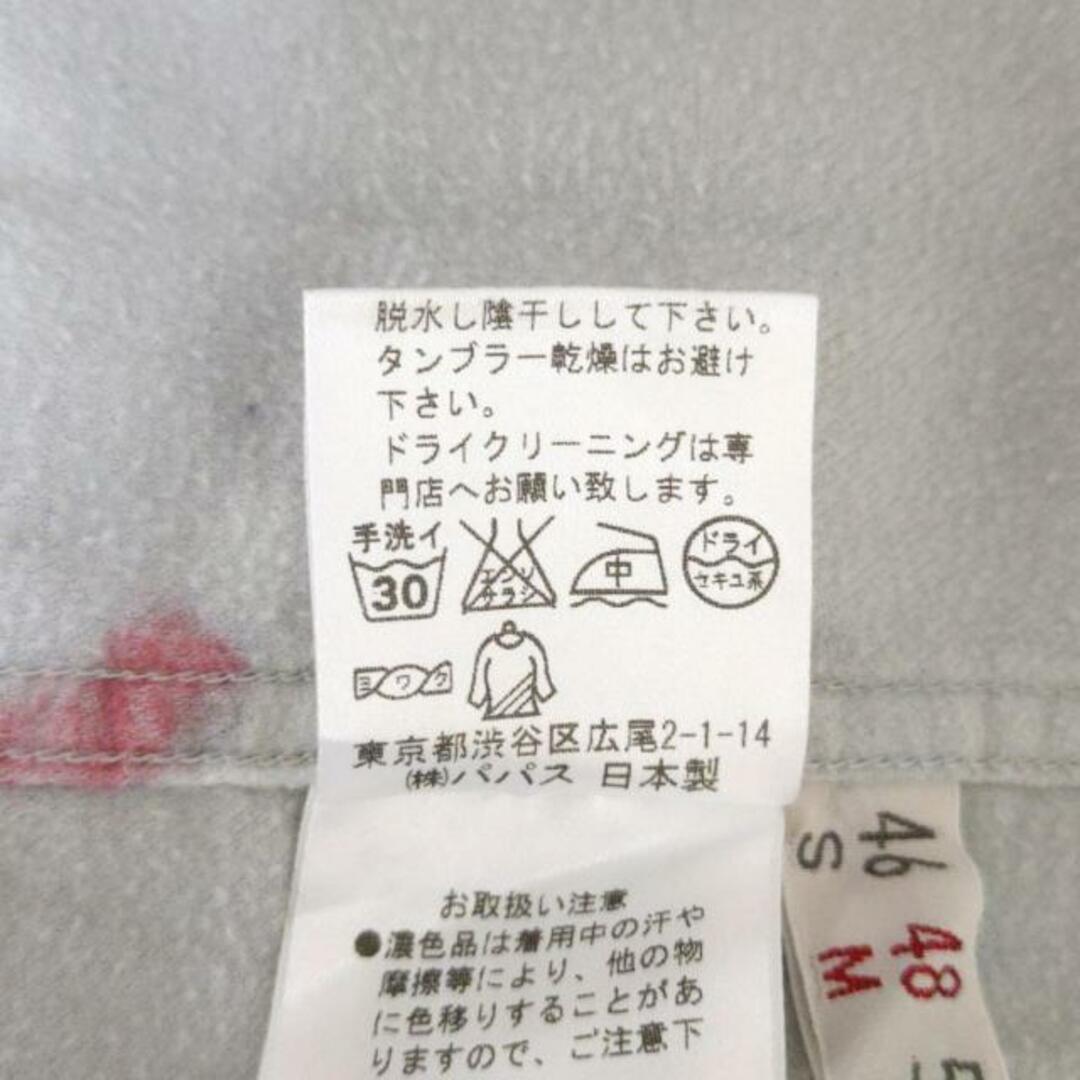 脱水し陰干しして下さい。
タンブラー乾燥はお避け
下さい。
ドライクリーニングは専
門店へお願い致します。
手洗イ
30
エンソ
サラシ
中
ドライ
セキユ系
ヨワク
東京都渋谷区広尾2-1-14
㈱パパス 日本製
お取扱い注意
●濃色品は着用中の汗や
摩擦等により、他の物
に色移りすることがあ
りますので、ご注意下
46
S
48
M